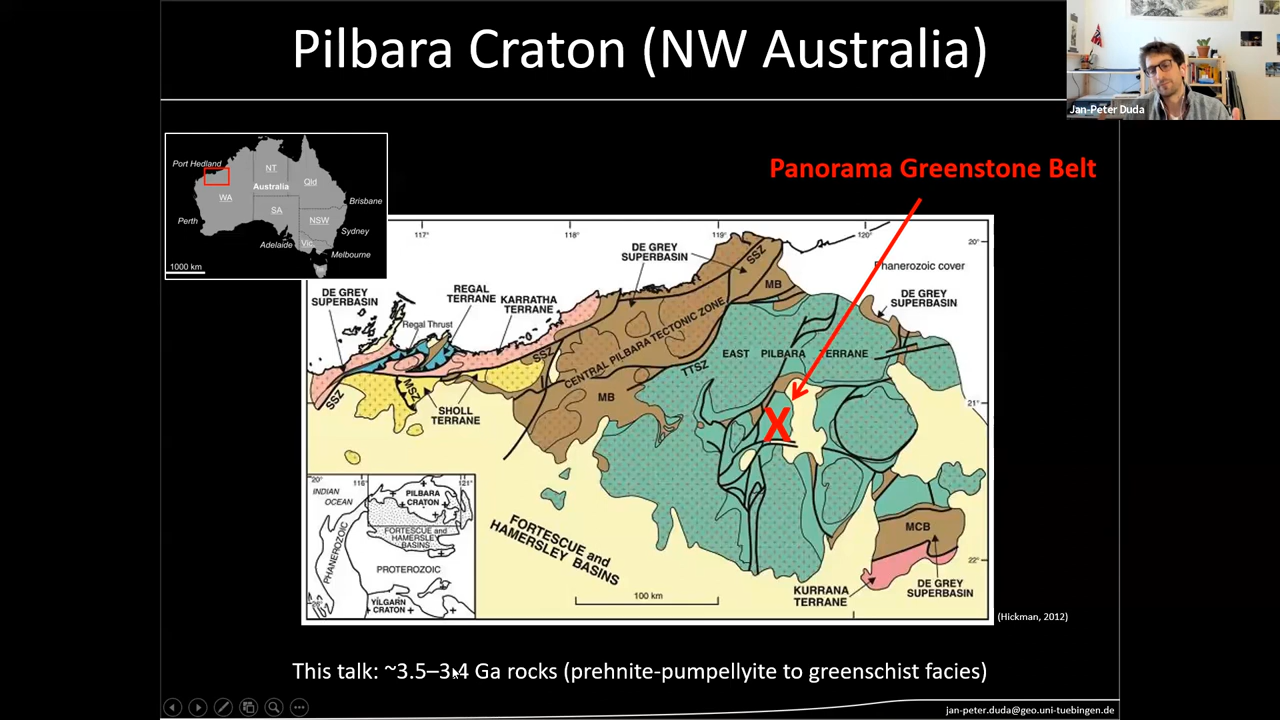 Pilbara Craton (NW Australia)
Jan-Peter Duda
Port Hedland
NT
Australia
Qld
WA
SA
NSW
Vic
Brisbane
Perth
Sydney
Adelaide
Melbourne
1000 km
Panorama Greenstone Belt
117°
118°
119°
120°
20°
21°
22°
DE GREY
SUPERBASIN
SSZ
MB
Phanerozoic cover
DE GREY
SUPERBASIN
DE GREY
SUPERBASIN
REGAL
TERRANE
KARRATHA
TERRANE
Regal Thrust
SSZ
CENTRAL PILBARA TECTONIC ZONE
TTSZ
EAST PILBARA TERRANE
SSZ
MSZ
SHOLL
TERRANE
MB
X
FORTESCUE and
HAMERSLEY BASINS
MCB
KURRANA
TERRANE
DE GREY
SUPERBASIN
100 km
20°
116°
121°
INDIAN
OCEAN
PILBARA
CRATON
FORTESCUE and
HAMERSLEY
BASINS
PHANEROZOIC
PROTEROZOIC
YILGARN
CRATON
(Hickman, 2012)
This talk: ~3.5–3.4 Ga rocks (prehnite-pumpellyite to greenschist facies)
jan-peter.duda@geo.uni-tuebingen.de